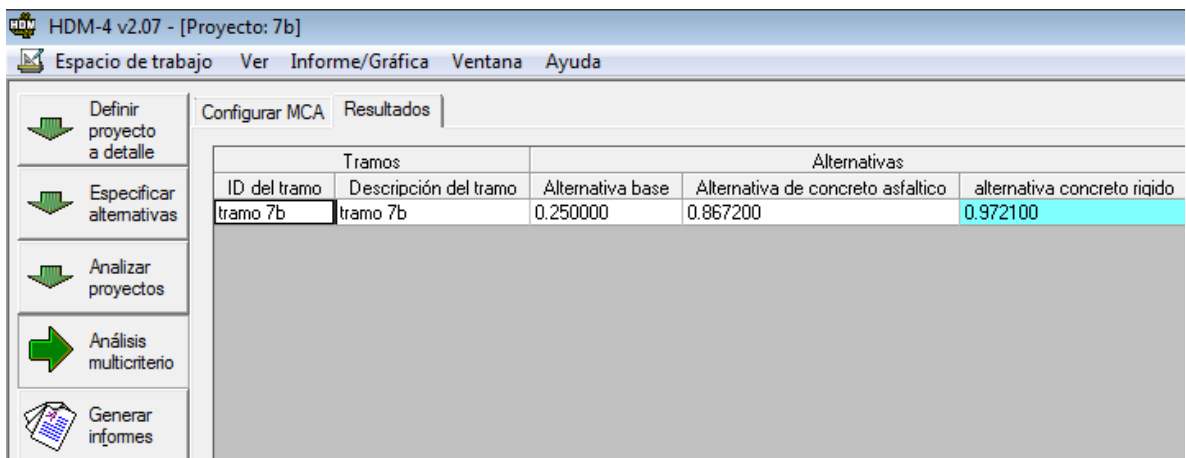 HDM-4 v2.07 - [Proyecto: 7b]
Espacio de trabajo Ver Informe/Gráfica Ventana Ayuda
Definir
proyecto
a detalle
Especificar
alternativas
Analizar
proyectos
Análisis
multicriterio
Generar
informes
Configurar MCA Resultados
Tramos Alternativas
ID del tramo Descripción del tramo Alternativa base Alternativa de concreto asfaltico alternativa concreto rigido
tramo 7b tramo 7b 0.250000 0.867200 0.972100